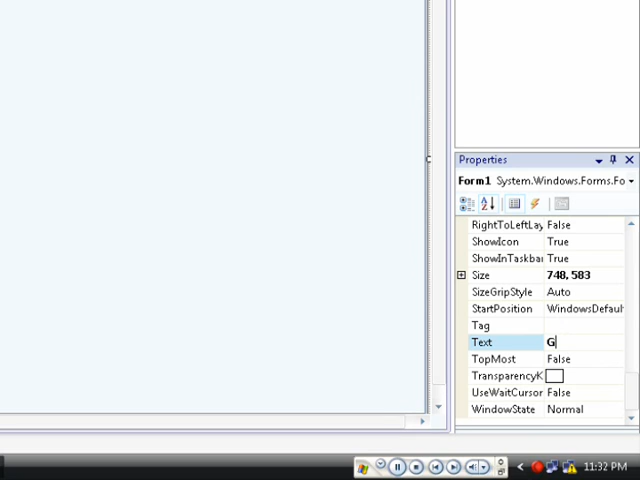 Properties
Form1 System.Windows.Forms.Fo
RightToLeftLay False
ShowIcon True
ShowInTaskbar True
Size 748, 583
SizeGripStyle Auto
StartPosition WindowsDefaul
Tag
Text G
TopMost False
TransparencyK
UseWaitCursor False
WindowState Normal
11:32 PM